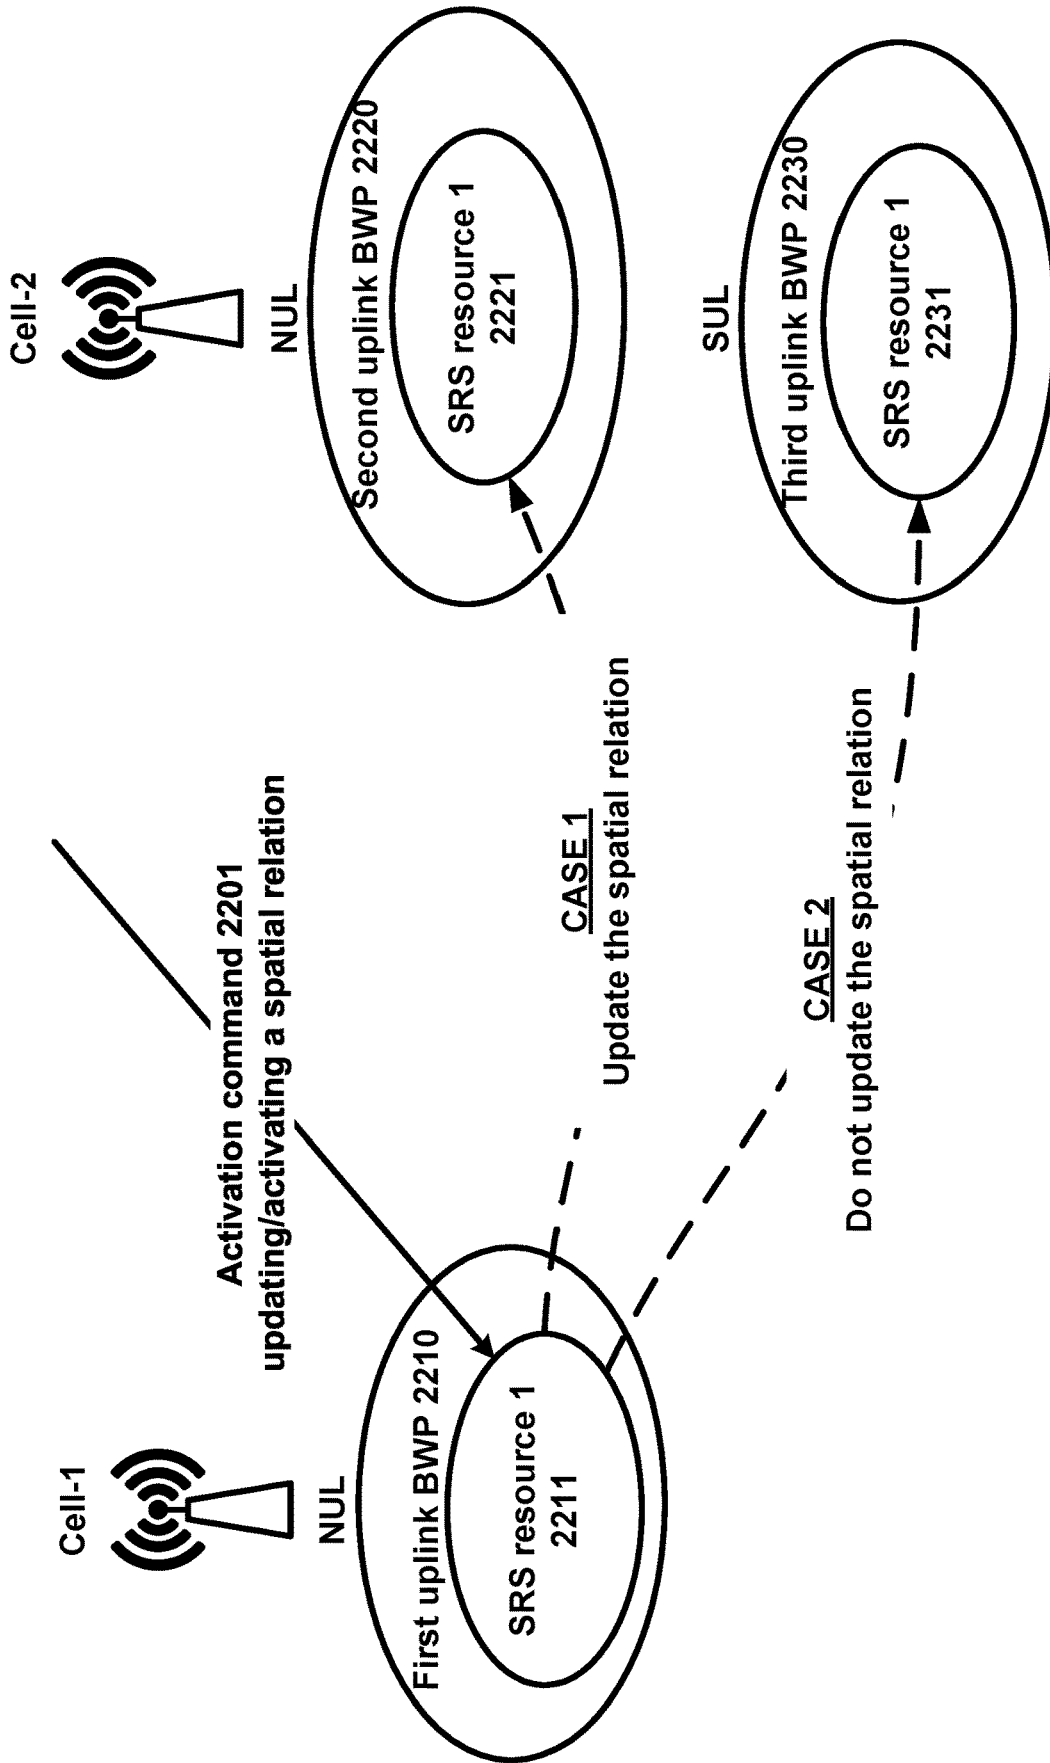 Cell-1
NUL
First uplink BWP 2210
SRS resource 1
2211
Activation command 2201
updating/activating a spatial relation
CASE 1
Update the spatial relation
CASE 2
Do not update the spatial relation
Cell-2
NUL
Second uplink BWP 2220
SRS resource 1
2221
SUL
Third uplink BWP 2230
SRS resource 1
2231